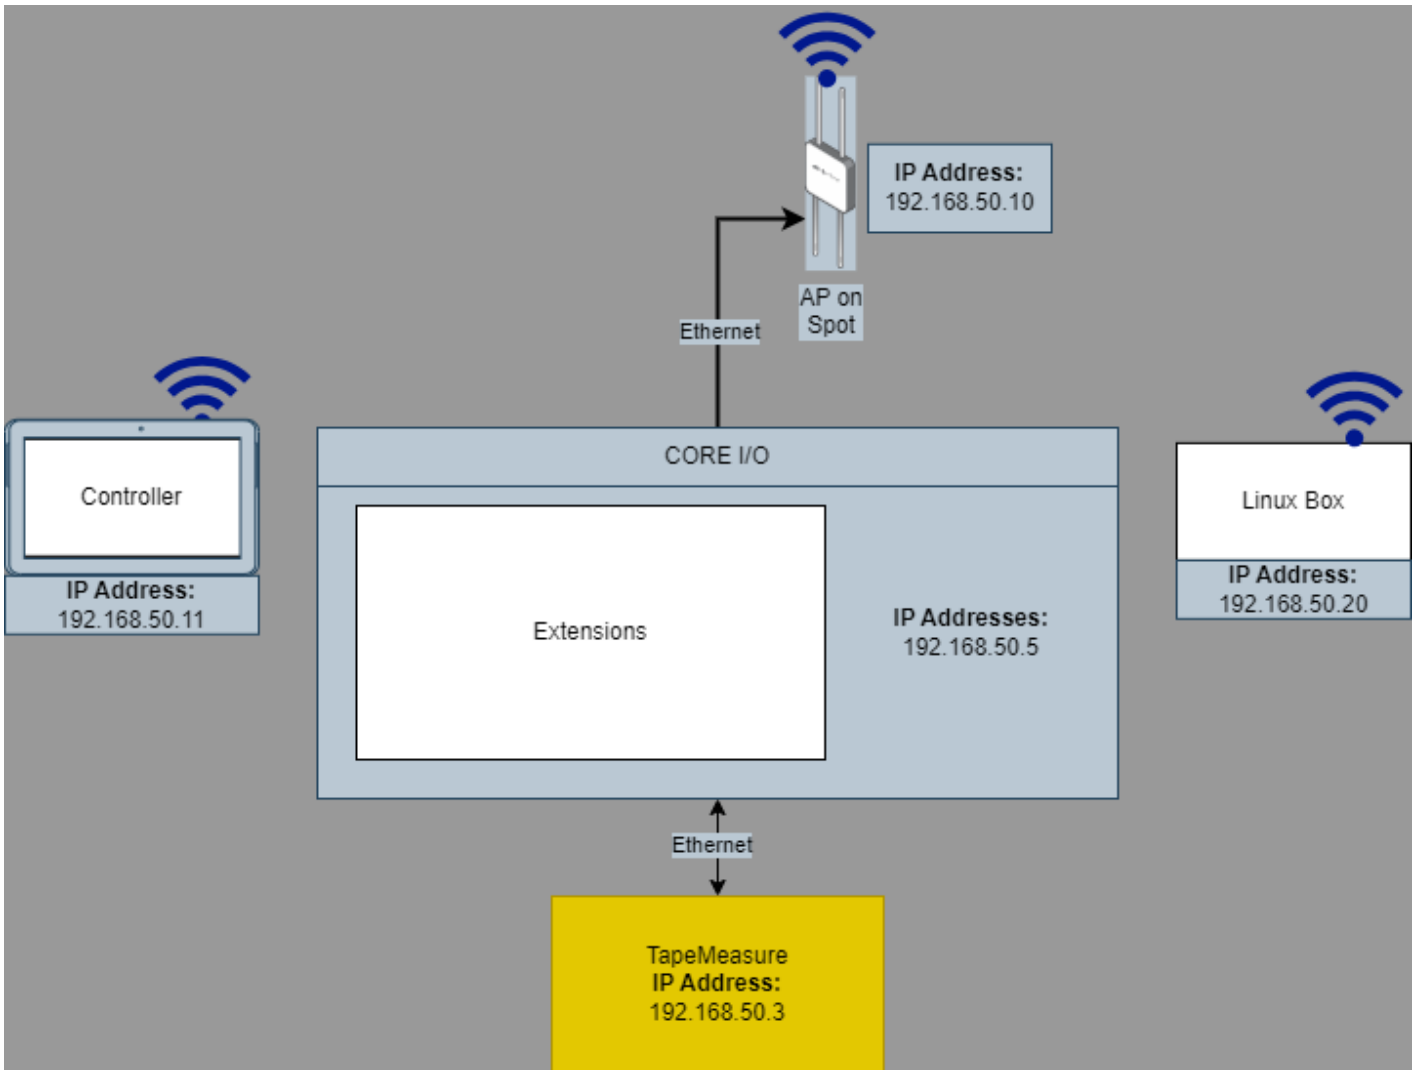 IP Address:
192.168.50.10
AP on
Spot
Ethernet
CORE I/O
Controller
IP Address:
192.168.50.11
Extensions
IP Addresses:
192.168.50.5
Linux Box
IP Address:
192.168.50.20
Ethernet
TapeMeasure
IP Address:
192.168.50.3